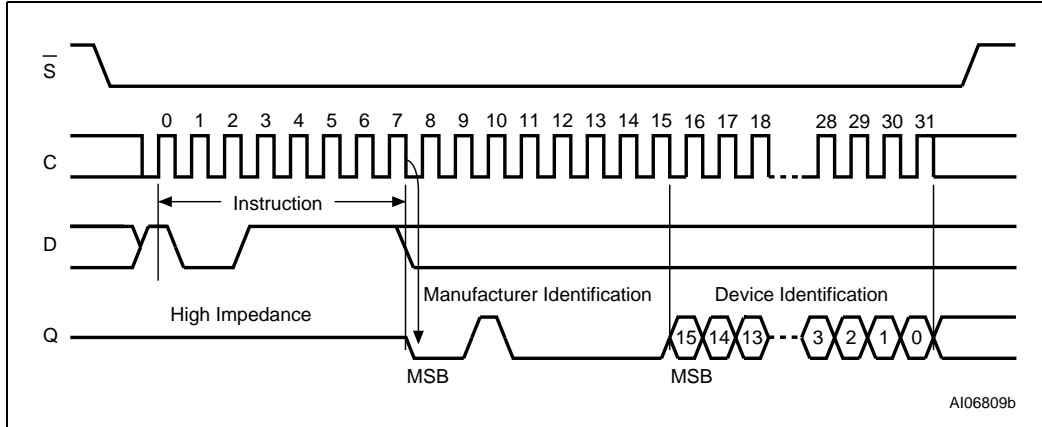 S
0 1 2 3 4 5 6 7 8 9 10 11 12 13 14 15 16 17 18 28 29 30 31
C
Instruction
D
Manufacturer Identification Device Identification
High Impedance
Q
15 14 13 3 2 1 0
MSB MSB
AI06809b